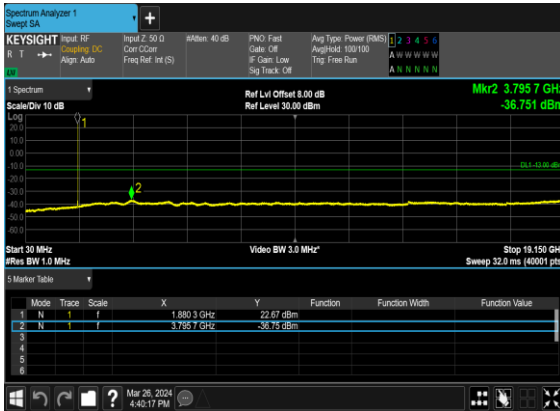 Spectrum Analyzer 1
Swept SA
KEYSIGHT
R T
Input: RF
Coupling: DC
Align: Auto
Input Z: 50 Ω
Corr CCorr
Freq Ref: Int (S)
#Atten: 40 dB
PNO: Fast
Gate: Off
IF Gain: Low
Sig Track: Off
Avg Type: Power (RMS)
Avg|Hold: 100/100
Trig: Free Run
1 2 3 4 5 6
A W W W W W
A N N N N N
1 Spectrum
Scale/Div 10 dB
Ref Lvl Offset 8.00 dB
Ref Level 30.00 dBm
Mkr2 3.795 7 GHz
-36.751 dBm
Log
20.0
10.0
0.00
-10.0
-20.0
-30.0
-40.0
-50.0
-60.0
1
2
DL1 -13.00 dBm
Start 30 MHz
#Res BW 1.0 MHz
Video BW 3.0 MHz*
Stop 19.150 GH
Sweep 32.0 ms (40001 pts
5 Marker Table
Mode Trace Scale X Y Function Function Width Function Value
1 N 1 f 1.880 3 GHz 22.67 dBm
2 N 1 f 3.795 7 GHz -36.75 dBm
3
4
5
6
?
Mar 26, 2024
4:40:17 PM